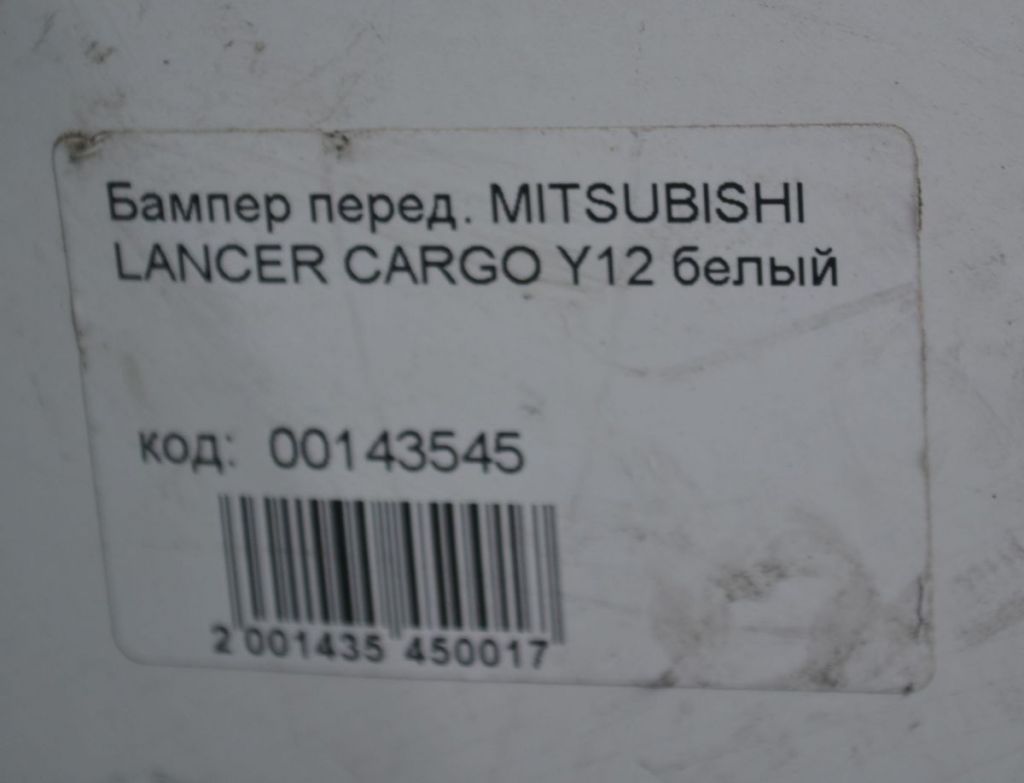 Бампер перед. MITSUBISHI
LANCER CARGO Y12 белый
код: 00143545
2 001435 450017